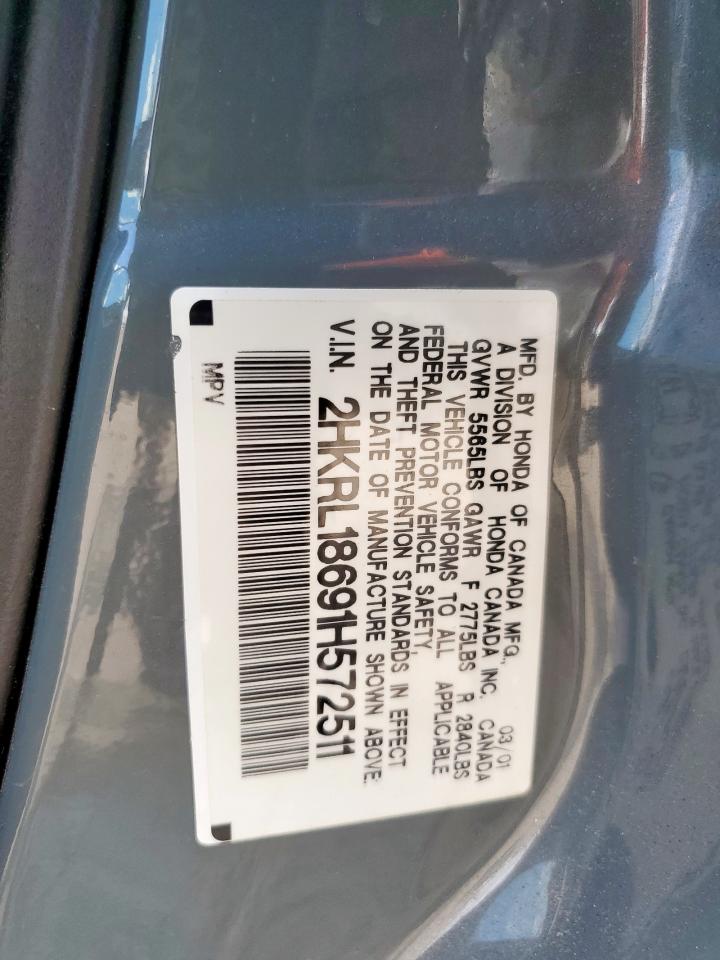 MFD. BY HONDA OF CANADA MFG., 03/01
A DIVISION OF HONDA CANADA INC. CANADA
GVWR 5565LBS GAWR F 2775LBS R 2840LBS
THIS VEHICLE CONFORMS TO ALL APPLICABLE
FEDERAL MOTOR VEHICLE SAFETY,
AND THEFT PREVENTION STANDARDS IN EFFECT
ON THE DATE OF MANUFACTURE SHOWN ABOVE.
V.I.N. 2HKRL18691H572511
MPV